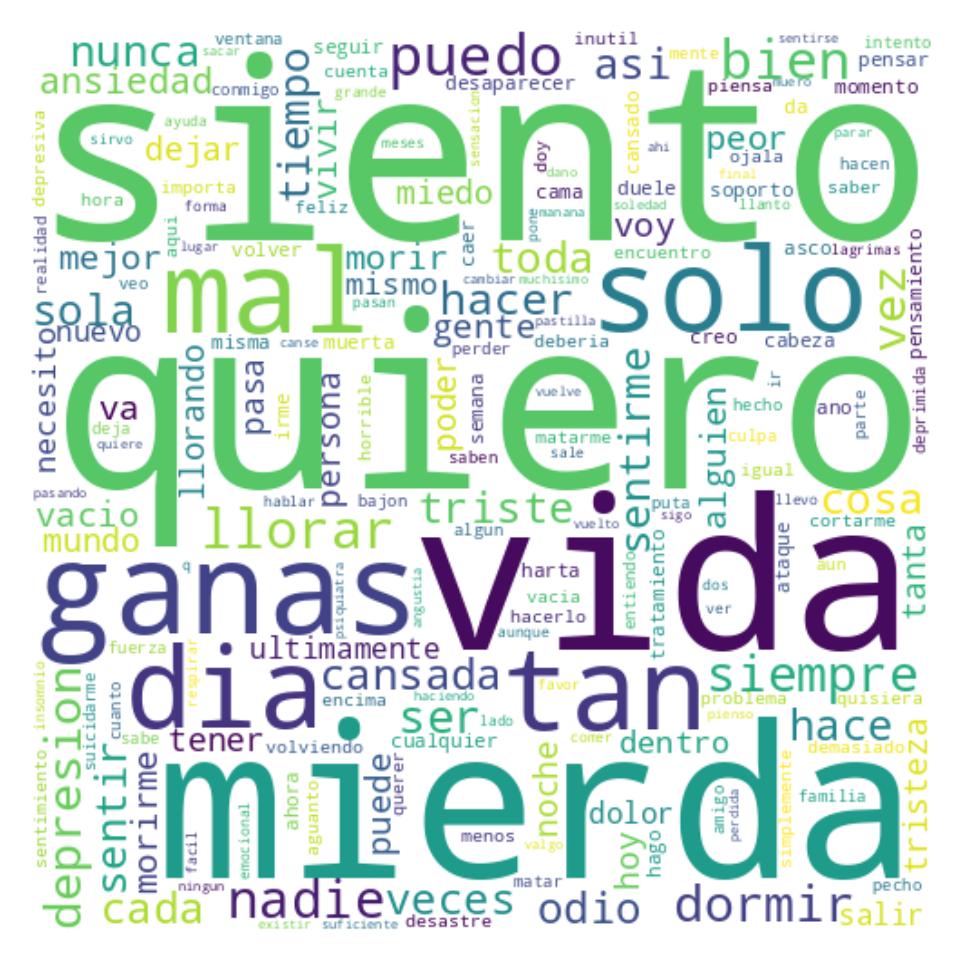 nunca sacar ventana seguir puedo inutil asi mente bien sentirse intento
ansiedad conmigo tiempo cuenta grande desaparecer piensa muero pensar momento
siento
depresiva sirvo ayuda dejar meses vivir miedo sensacion doy dano cama cansado ahi duele peor da ojala soporto final parar hacen saber
hora importa forma feliz pone manana soledad llanto voy
realidad mejor aqui lugar volver morir caer toda encuentro asco lagrimas
veo mal mismo cambiar muchisimo solo vez pensamiento
sola pasan hacer
necesito nuevo misma canse muerta gente pastilla perder deberia creo cabeza
quiero
va deja quiere llorando pasa irme persona horrible poder semana saben vuelve matarme sale sentirme alguien hecho culpa igual ir ano parte deprimida
pasando vacio mundo llorar hablar bajon triste algun vuelto puta sigo llevo cosa cortarme
ganas vida
q psiquiatra angustia harta vacia hacerlo aunque entiendo tratamiento dos ver ataque aun tanta
fuerza ultimamente
dia respirar cansada encima haciendo tan favor siempre problema quisiera pienso
depresion sentimiento insomnio suicidarme cuanto sabe tener volviendo ser lado cualquier comer dentro hace demasiado
mierda
sentir morirme facil emocional ahora aguanto puede querer menos noche valgo dolor hoy hago amigo perdida simplemente familia tristeza
cada ningun nadie veces matar odio dormir pecho salir
existir suficiente desastre